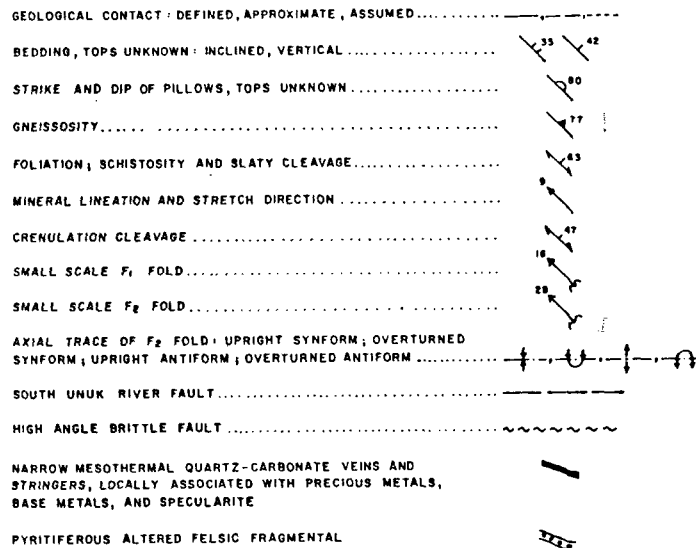 GEOLOGICAL CONTACT : DEFINED, APPROXIMATE, ASSUMED
BEDDING, TOPS UNKNOWN : INCLINED, VERTICAL 35 42
STRIKE AND DIP OF PILLOWS, TOPS UNKNOWN 80
GNEISSOSITY 77
FOLIATION; SCHISTOSITY AND SLATY CLEAVAGE 63
MINERAL LINEATION AND STRETCH DIRECTION 9
CRENULATION CLEAVAGE 47
SMALL SCALE F1 FOLD 16
SMALL SCALE F2 FOLD 28
AXIAL TRACE OF F2 FOLD : UPRIGHT SYNFORM; OVERTURNED
SYNFORM; UPRIGHT ANTIFORM; OVERTURNED ANTIFORM
SOUTH UNUK RIVER FAULT
HIGH ANGLE BRITTLE FAULT
NARROW MESOTHERMAL QUARTZ-CARBONATE VEINS AND
STRINGERS, LOCALLY ASSOCIATED WITH PRECIOUS METALS,
BASE METALS, AND SPECULARITE
PYRITIFEROUS ALTERED FELSIC FRAGMENTAL